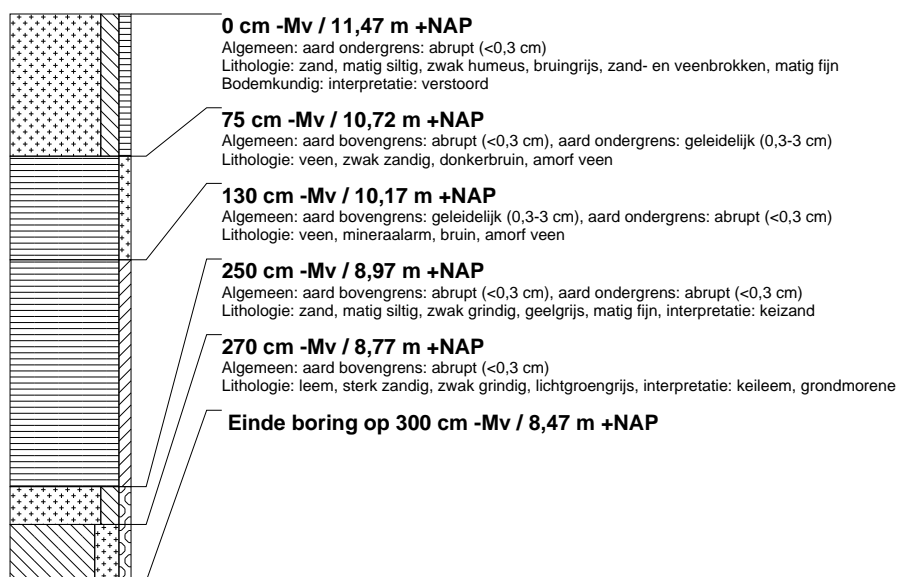 0 cm -Mv / 11,47 m +NAP
Algemeen: aard ondergrens: abrupt (<0,3 cm)
Lithologie: zand, matig siltig, zwak humeus, bruingrijs, zand- en veenbrokken, matig fijn
Bodemkundig: interpretatie: verstoord
75 cm -Mv / 10,72 m +NAP
Algemeen: aard bovengrens: abrupt (<0,3 cm), aard ondergrens: geleidelijk (0,3-3 cm)
Lithologie: veen, zwak zandig, donkerbruin, amorf veen
130 cm -Mv / 10,17 m +NAP
Algemeen: aard bovengrens: geleidelijk (0,3-3 cm), aard ondergrens: abrupt (<0,3 cm)
Lithologie: veen, mineraalarm, bruin, amorf veen
250 cm -Mv / 8,97 m +NAP
Algemeen: aard bovengrens: abrupt (<0,3 cm), aard ondergrens: abrupt (<0,3 cm)
Lithologie: zand, matig siltig, zwak grindig, geelgrijs, matig fijn, interpretatie: keizand
270 cm -Mv / 8,77 m +NAP
Algemeen: aard bovengrens: abrupt (<0,3 cm)
Lithologie: leem, sterk zandig, zwak grindig, lichtgroengrijs, interpretatie: keileem, grondmorene
Einde boring op 300 cm -Mv / 8,47 m +NAP